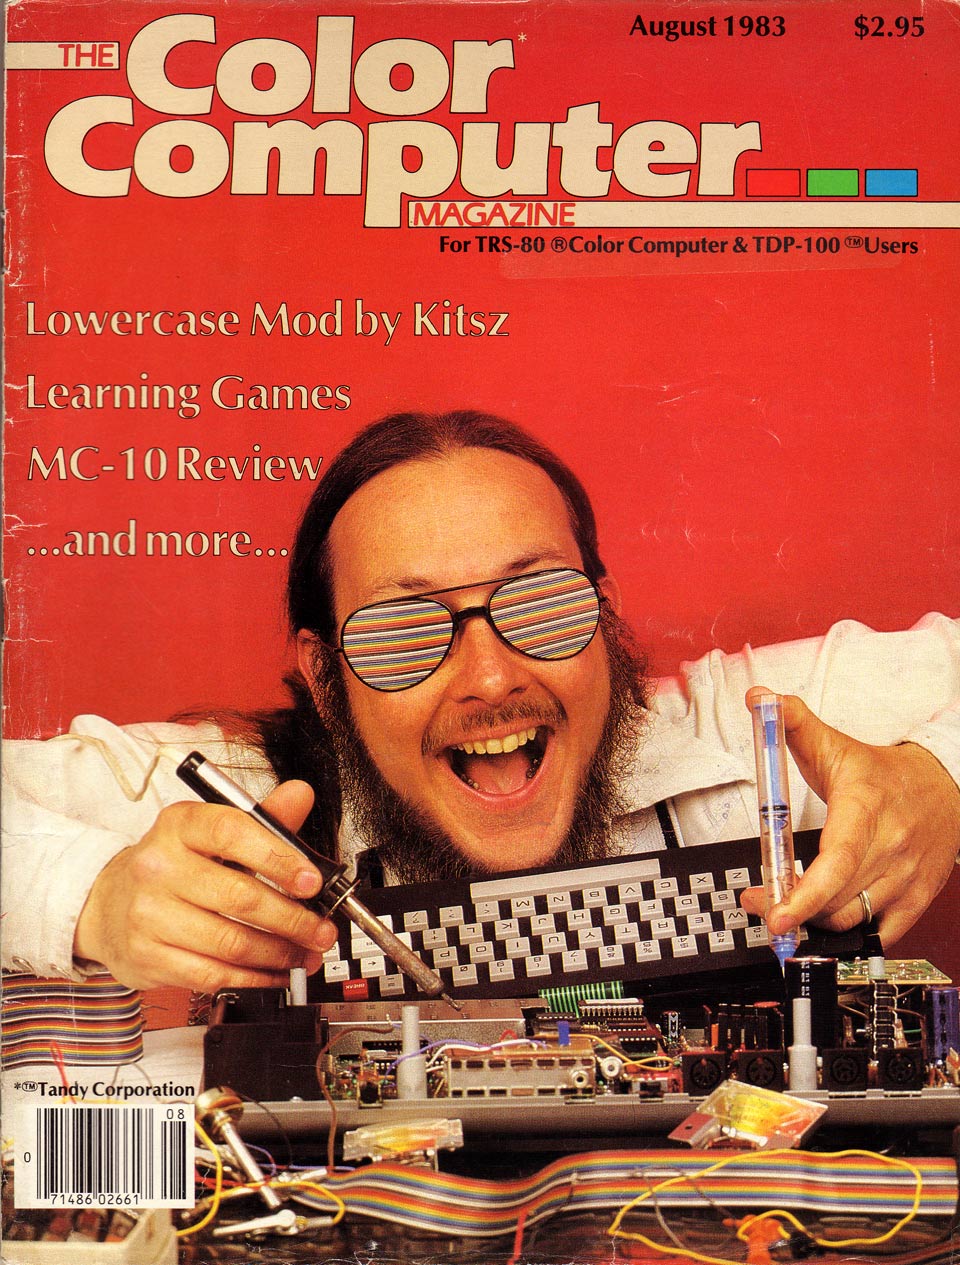 August 1983 $2.95
THE Color*
Computer
MAGAZINE
For TRS-80 ®Color Computer & TDP-100 ™Users
Lowercase Mod by Kitsz
Learning Games
MC-10 Review
...and more...
*™Tandy Corporation
08
0
71486 02661